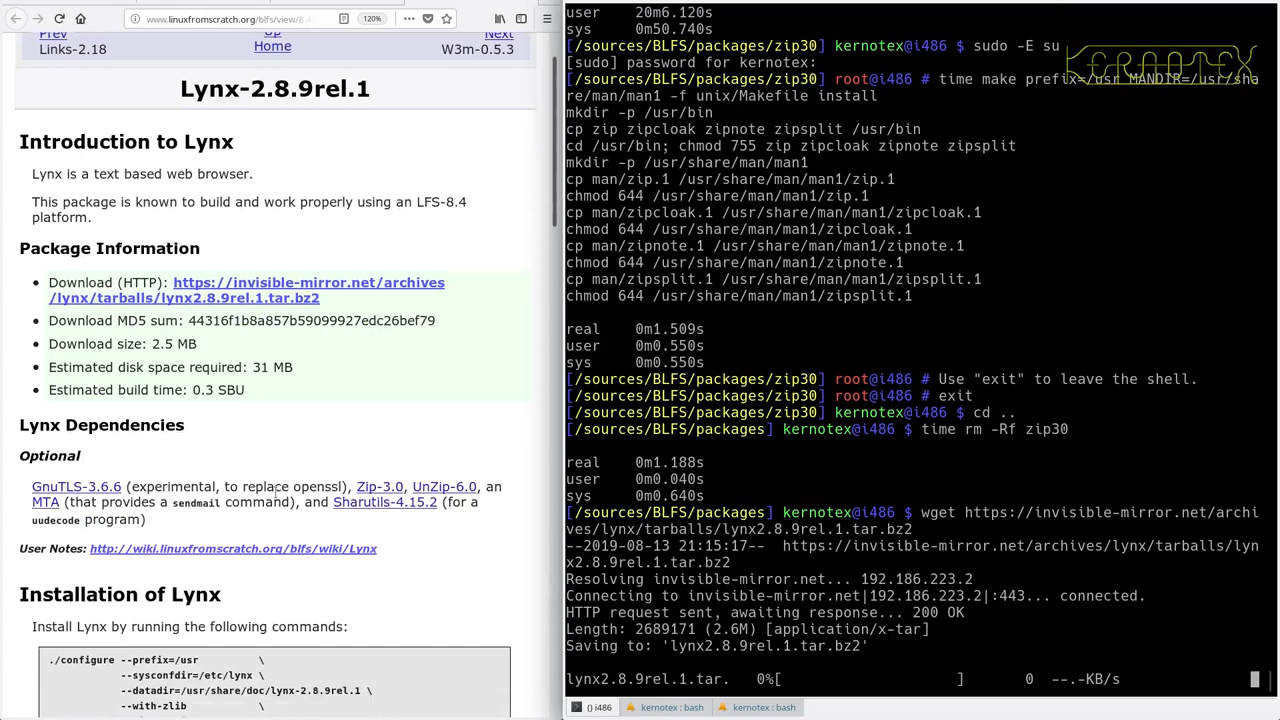 www.linuxfromscratch.org/blfs/view/8.4
120%
Prev
Up
Next
Links-2.18
Home
W3m-0.5.3
Lynx-2.8.9rel.1
Introduction to Lynx
Lynx is a text based web browser.
This package is known to build and work properly using an LFS-8.4
platform.
Package Information
Download (HTTP): https://invisible-mirror.net/archives
/lynx/tarballs/lynx2.8.9rel.1.tar.bz2
Download MD5 sum: 44316f1b8a857b59099927edc26bef79
Download size: 2.5 MB
Estimated disk space required: 31 MB
Estimated build time: 0.3 SBU
Lynx Dependencies
Optional
GnuTLS-3.6.6 (experimental, to replace openssl), Zip-3.0, UnZip-6.0, an
MTA (that provides a sendmail command), and Sharutils-4.15.2 (for a
uudecode program)
User Notes: http://wiki.linuxfromscratch.org/blfs/wiki/Lynx
Installation of Lynx
Install Lynx by running the following commands:
./configure --prefix=/usr \
--sysconfdir=/etc/lynx \
--datadir=/usr/share/doc/lynx-2.8.9rel.1 \
--with-zlib \
user 20m6.120s
sys 0m50.740s
[/sources/BLFS/packages/zip30] kernotex@i486 $ sudo -E su
[sudo] password for kernotex:
KERNOTEX
[/sources/BLFS/packages/zip30] root@i486 # time make prefix=/usr MANDIR=/usr/sha
re/man/man1 -f unix/Makefile install
mkdir -p /usr/bin
cp zip zipcloak zipnote zipsplit /usr/bin
cd /usr/bin; chmod 755 zip zipcloak zipnote zipsplit
mkdir -p /usr/share/man/man1
cp man/zip.1 /usr/share/man/man1/zip.1
chmod 644 /usr/share/man/man1/zip.1
cp man/zipcloak.1 /usr/share/man/man1/zipcloak.1
chmod 644 /usr/share/man/man1/zipcloak.1
cp man/zipnote.1 /usr/share/man/man1/zipnote.1
chmod 644 /usr/share/man/man1/zipnote.1
cp man/zipsplit.1 /usr/share/man/man1/zipsplit.1
chmod 644 /usr/share/man/man1/zipsplit.1
real 0m1.509s
user 0m0.550s
sys 0m0.550s
[/sources/BLFS/packages/zip30] root@i486 # Use "exit" to leave the shell.
[/sources/BLFS/packages/zip30] root@i486 # exit
[/sources/BLFS/packages/zip30] kernotex@i486 $ cd ..
[/sources/BLFS/packages] kernotex@i486 $ time rm -Rf zip30
real 0m1.188s
user 0m0.040s
sys 0m0.640s
[/sources/BLFS/packages] kernotex@i486 $ wget https://invisible-mirror.net/archi
ves/lynx/tarballs/lynx2.8.9rel.1.tar.bz2
--2019-08-13 21:15:17-- https://invisible-mirror.net/archives/lynx/tarballs/lyn
x2.8.9rel.1.tar.bz2
Resolving invisible-mirror.net... 192.186.223.2
Connecting to invisible-mirror.net|192.186.223.2|:443... connected.
HTTP request sent, awaiting response... 200 OK
Length: 2689171 (2.6M) [application/x-tar]
Saving to: 'lynx2.8.9rel.1.tar.bz2'
lynx2.8.9rel.1.tar. 0%[ ] 0 --.-KB/s
() i486
kernotex : bash
kernotex : bash